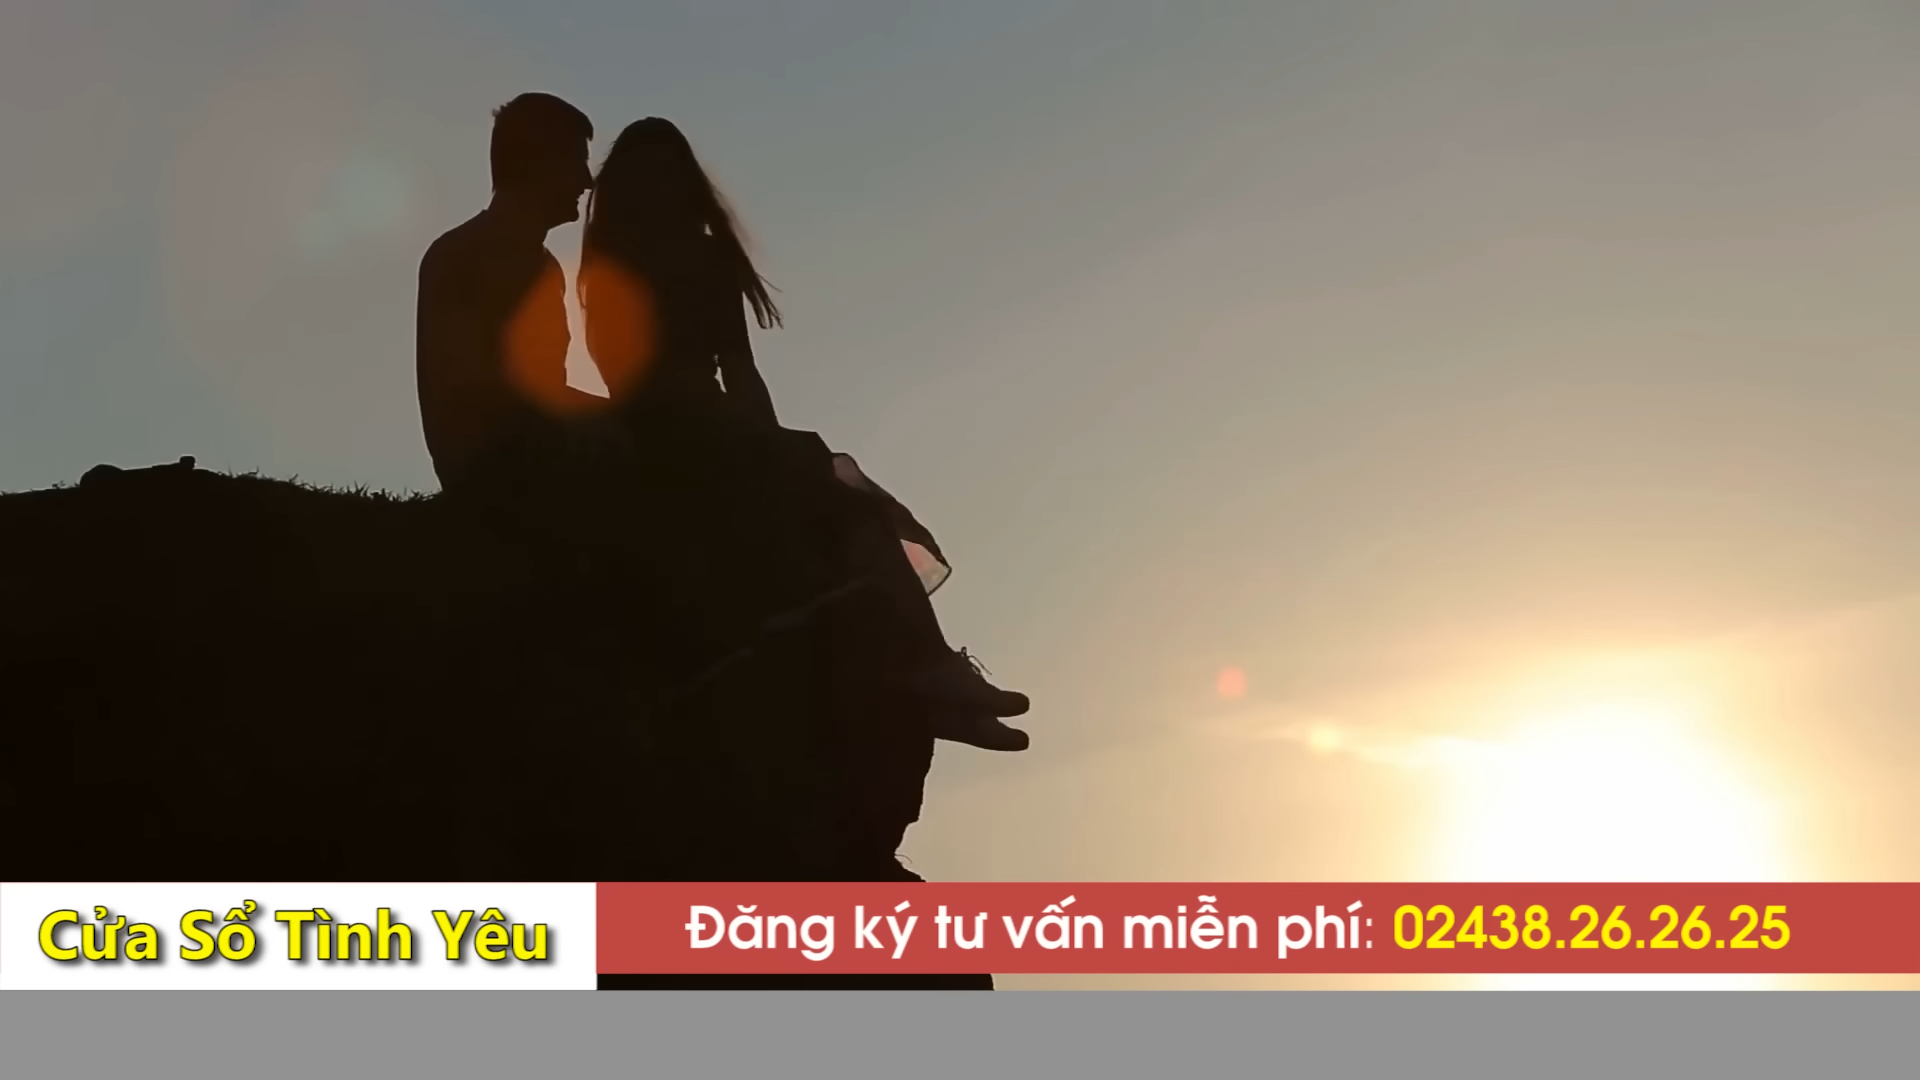 Cửa Sổ Tình Yêu
Đăng ký tư vấn miễn phí: 02438.26.26.25